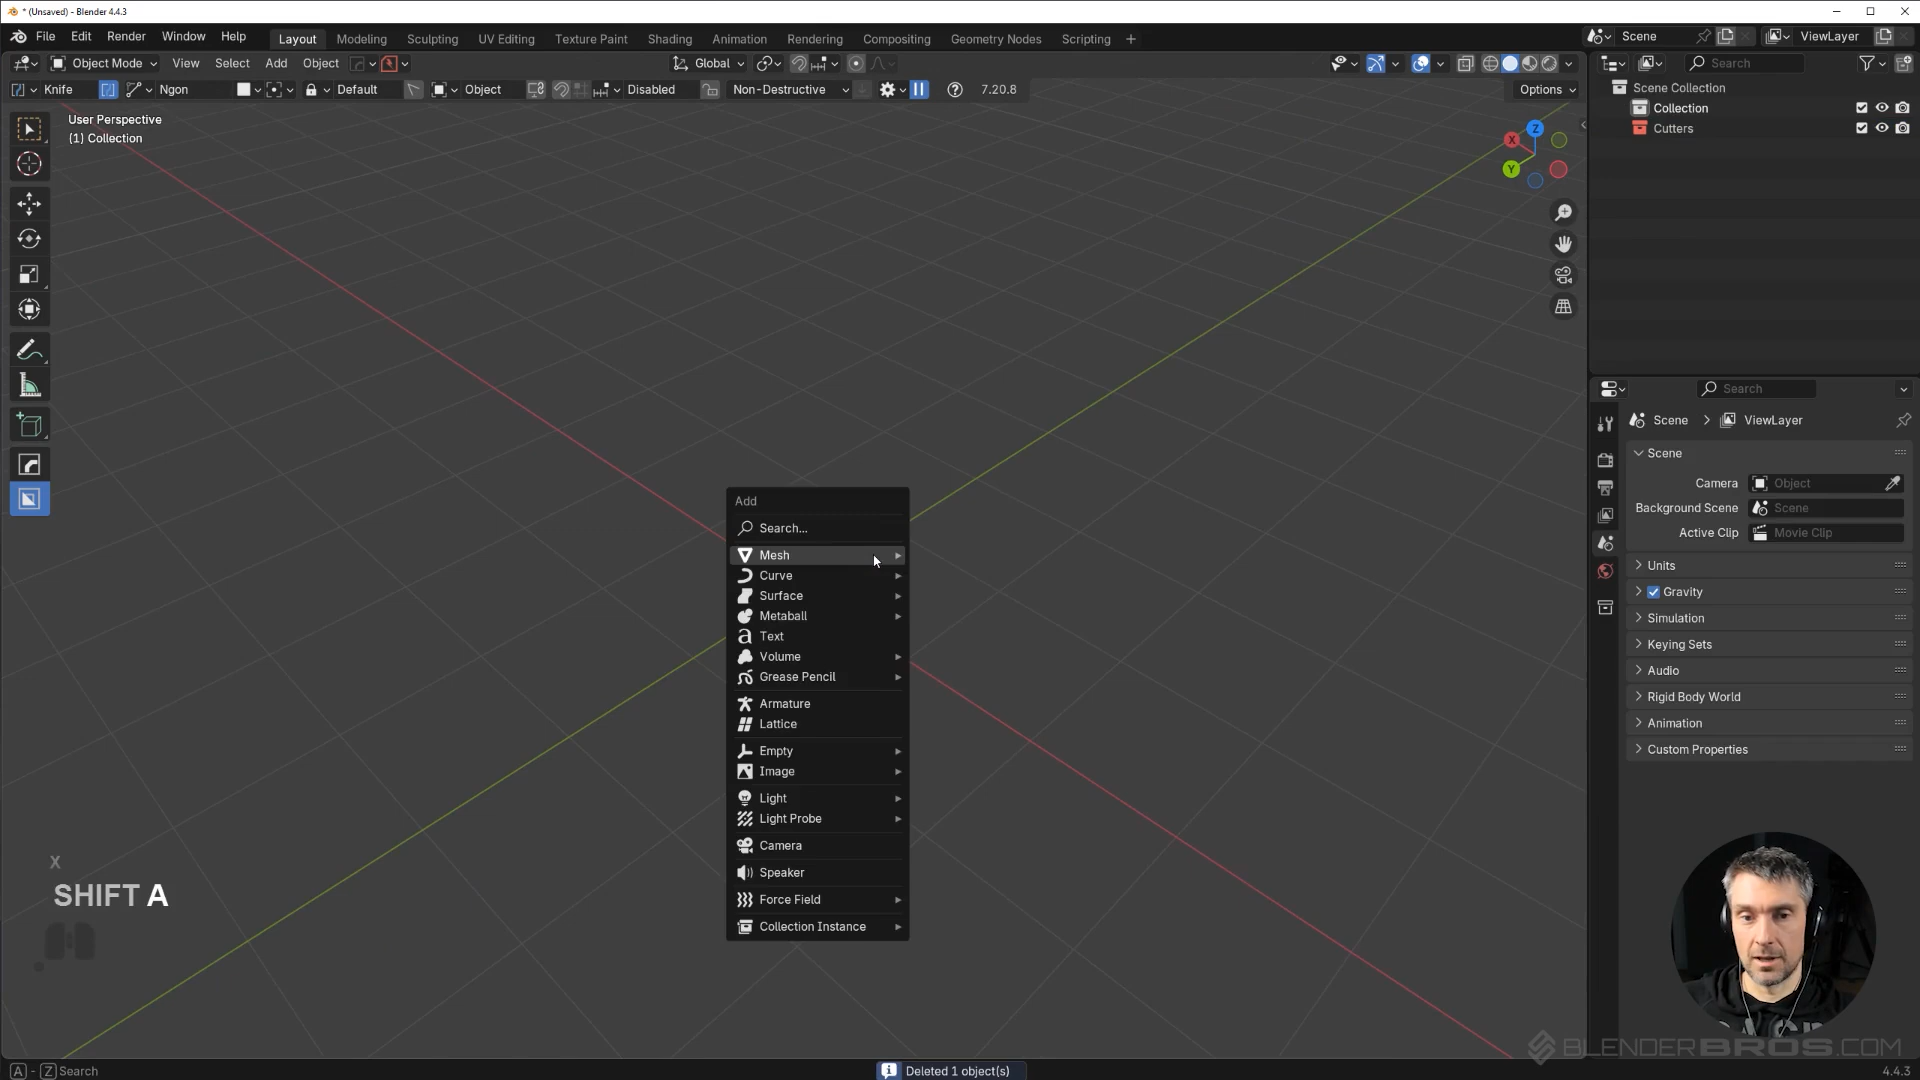 * (Unsaved) - Blender 4.4.3
File Edit Render Window Help
Layout Modeling Sculpting UV Editing Texture Paint Shading Animation Rendering Compositing Geometry Nodes Scripting +
Scene
ViewLayer
Object Mode View Select Add Object
Global
Search
Knife Ngon Default Object Disabled Non-Destructive 7.20.8
Options
Scene Collection
Collection
Cutters
User Perspective
(1) Collection
Z
X
Y
Search
Scene > ViewLayer
Scene
Camera Object
Background Scene Scene
Active Clip Movie Clip
Units
Gravity
Simulation
Keying Sets
Audio
Rigid Body World
Animation
Custom Properties
Add
Search...
Mesh
Curve
Surface
Metaball
Text
Volume
Grease Pencil
Armature
Lattice
Empty
Image
Light
Light Probe
Camera
Speaker
Force Field
Collection Instance
X
SHIFT A
BLENDERBROS.COM
A - Z Search
Deleted 1 object(s)
4.4.3